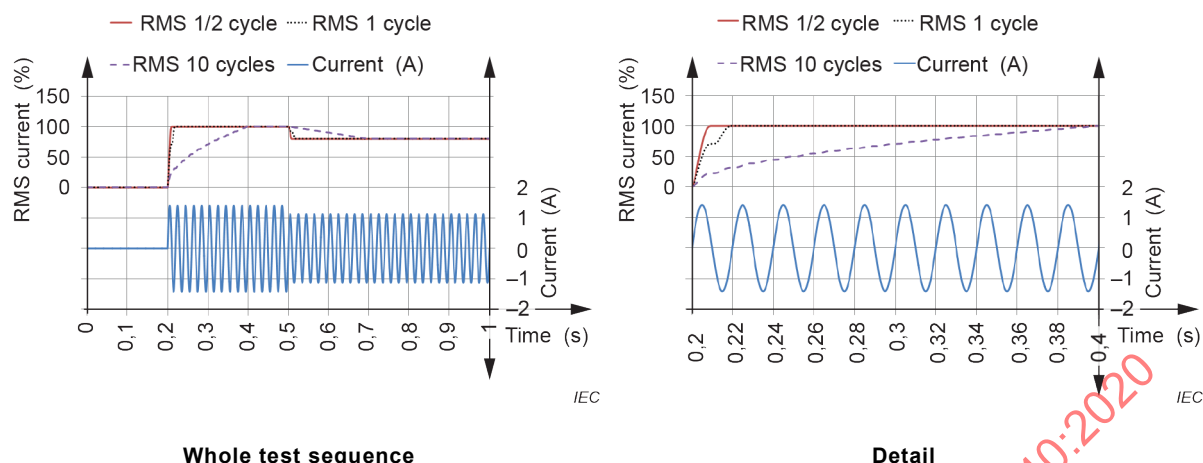 RMS 1/2 cycle RMS 1 cycle
RMS 10 cycles Current (A)
RMS current (%)
150
100
50
0
2
1
0
–1
–2
Current (A)
0 0,1 0,2 0,3 0,4 0,5 0,6 0,7 0,8 0,9 1
Time (s)
IEC
Whole test sequence
RMS 1/2 cycle RMS 1 cycle
RMS 10 cycles Current (A)
RMS current (%)
150
100
50
0
2
1
0
–1
–2
Current (A)
0,2 0,22 0,24 0,26 0,28 0,3 0,32 0,34 0,36 0,38 0,4
Time (s)
IEC
Detail
0:2020